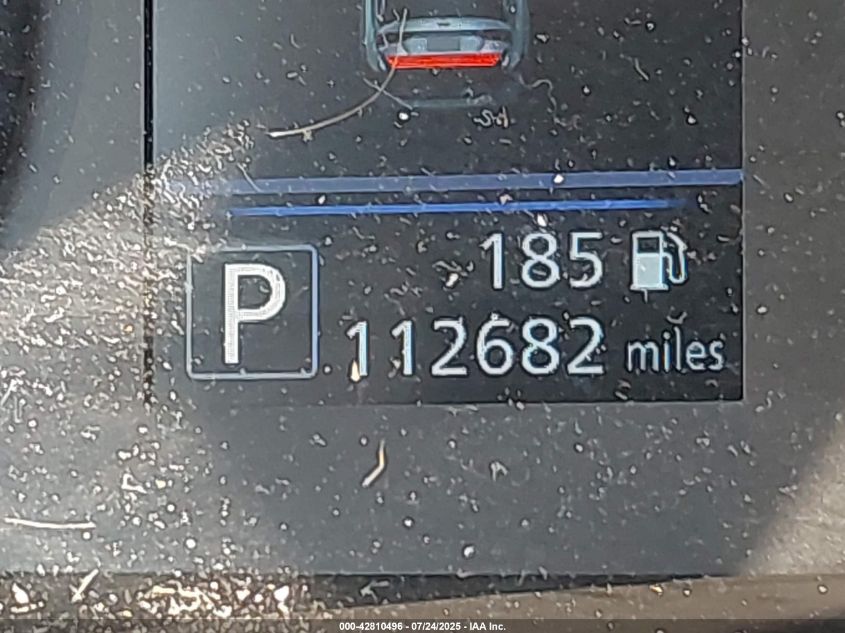 185
P
112682 miles
000-42810496 - 07/24/2025 - IAA Inc.